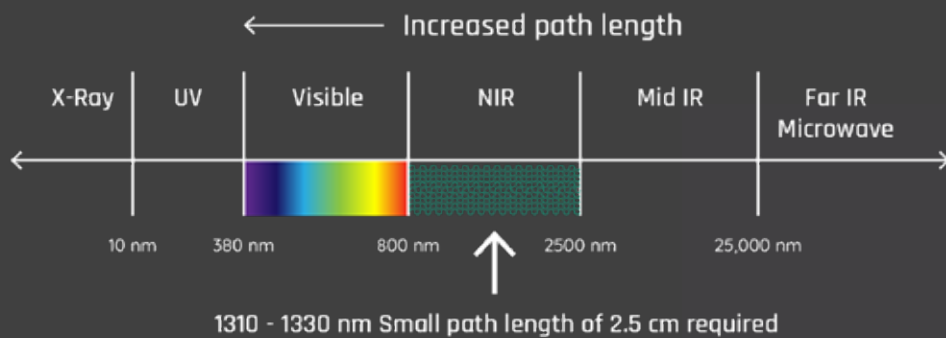 Increased path length
X-Ray
UV
Visible
NIR
Mid IR
Far IR
Microwave
10 nm
380 nm
800 nm
2500 nm
25,000 nm
1310 - 1330 nm Small path length of 2.5 cm required